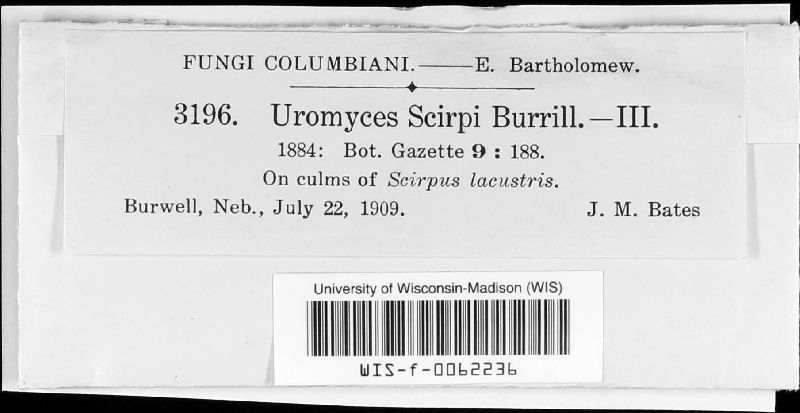 FUNGI COLUMBIANI.——E. Bartholomew.
3196. Uromyces Scirpi Burrill.—III.
1884: Bot. Gazette 9 : 188.
On culms of Scirpus lacustris.
Burwell, Neb., July 22, 1909. J. M. Bates
University of Wisconsin-Madison (WIS)
WIS-f-0062236